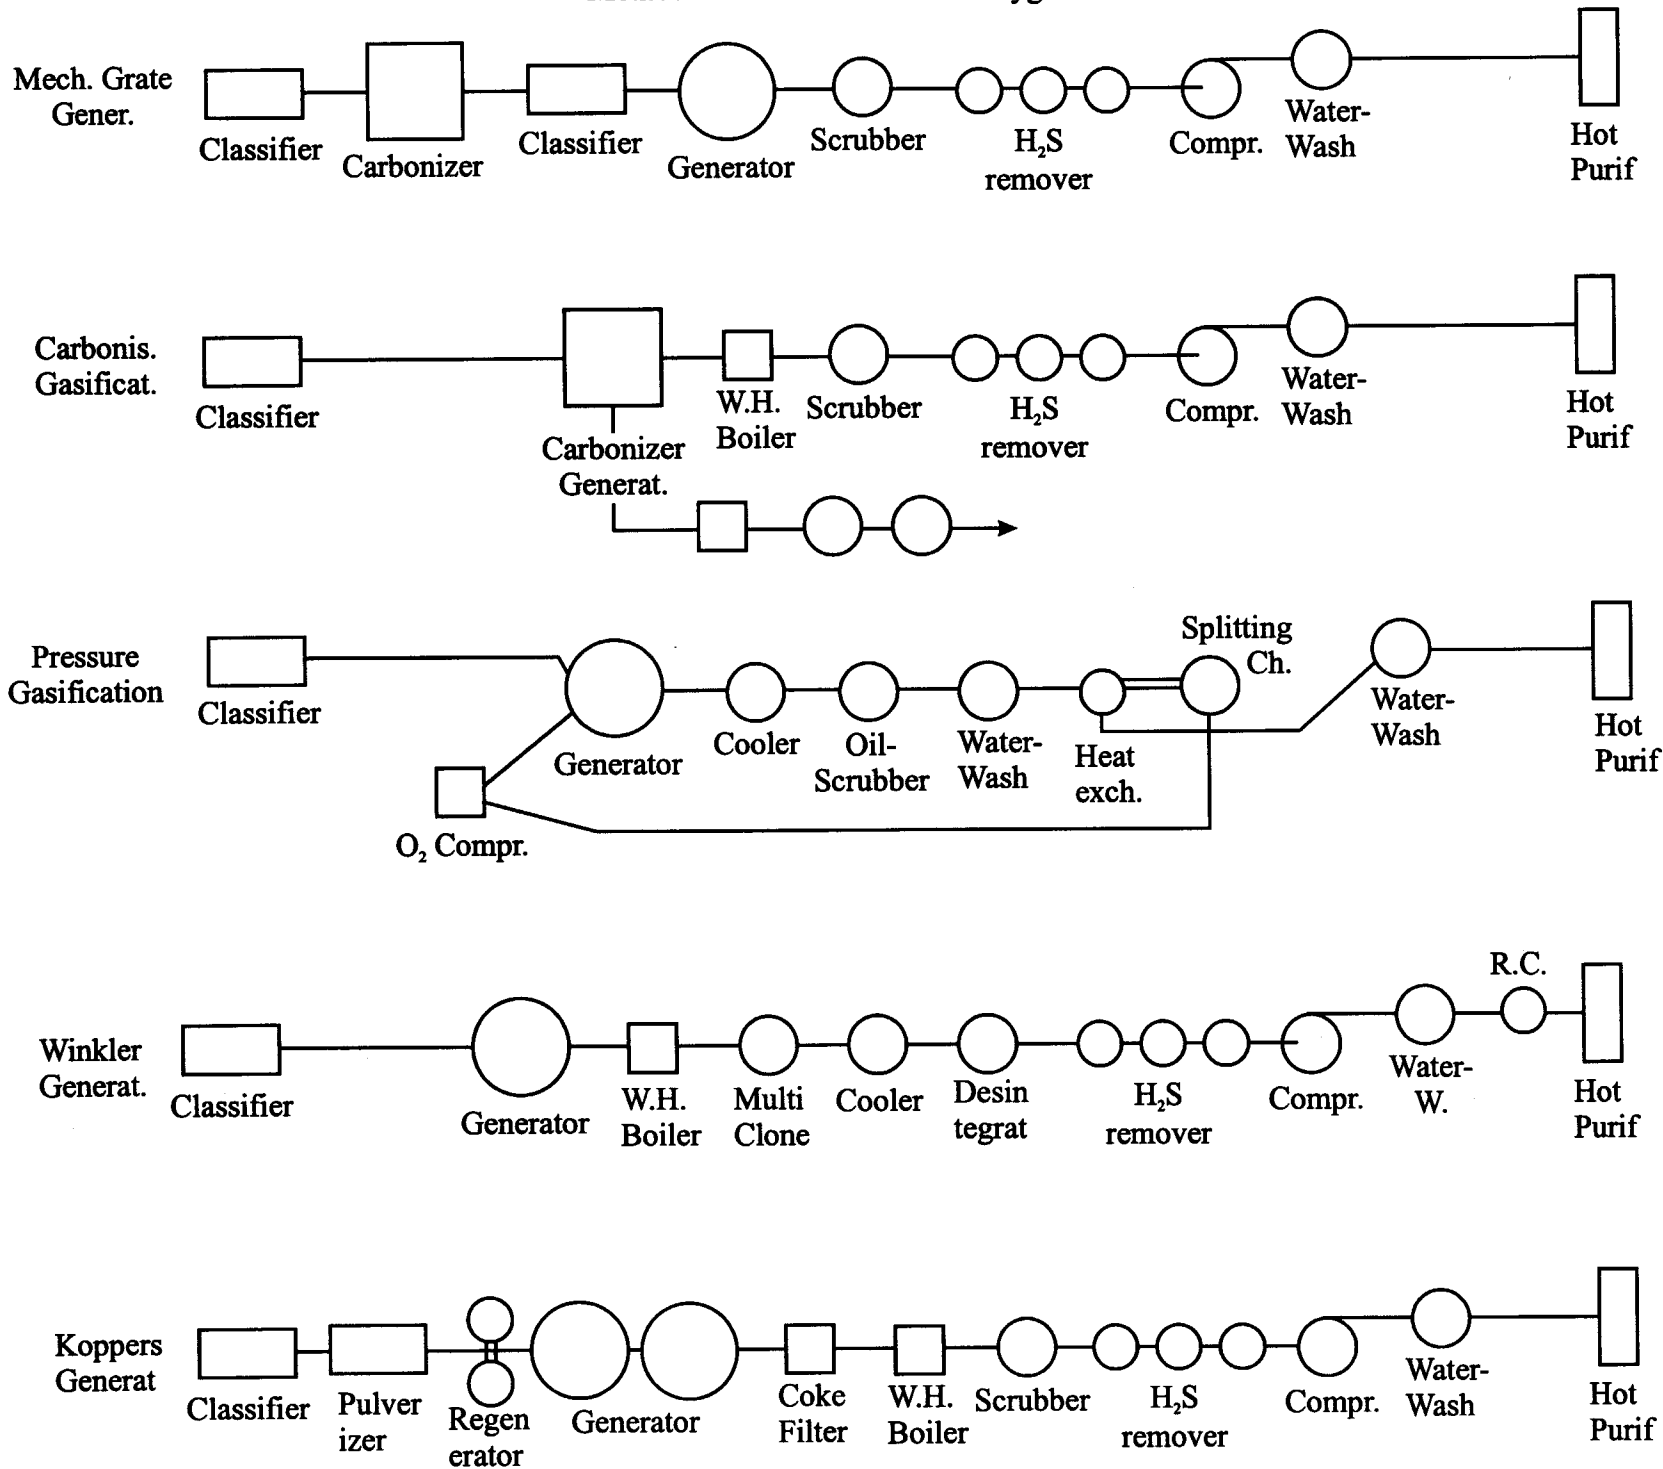 Mech. Grate
Gener.
Classifier
Carbonizer
Classifier
Generator
Scrubber
H₂S
remover
Compr.
Water-
Wash
Hot
Purif
Carbonis.
Gasificat.
Classifier
Carbonizer
Generat.
W.H.
Boiler
Scrubber
H₂S
remover
Compr.
Water-
Wash
Hot
Purif
Pressure
Gasification
Classifier
O₂ Compr.
Generator
Cooler
Oil-
Scrubber
Water-
Wash
Heat
exch.
Splitting
Ch.
Water-
Wash
Hot
Purif
Winkler
Generat.
Classifier
Generator
W.H.
Boiler
Multi
Clone
Cooler
Desin
tegrat
H₂S
remover
Compr.
Water-
W.
R.C.
Hot
Purif
Koppers
Generat
Classifier
Pulver
izer
Regen
erator
Generator
Coke
Filter
W.H.
Boiler
Scrubber
H₂S
remover
Compr.
Water-
Wash
Hot
Purif